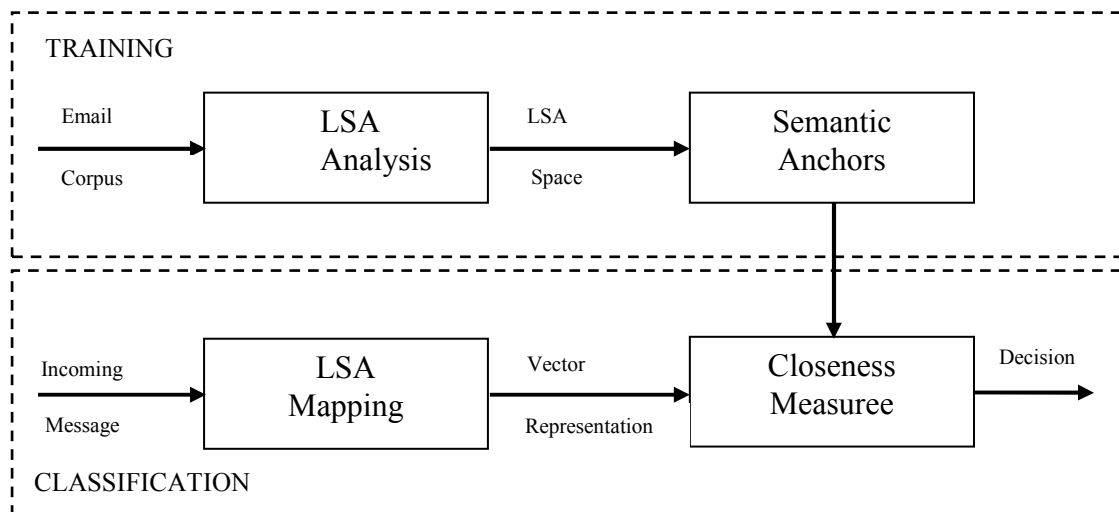 TRAINING
Email
Corpus
LSA
Analysis
LSA
Space
Semantic
Anchors
Incoming
Message
LSA
Mapping
Vector
Representation
Closeness
Measuree
Decision
CLASSIFICATION